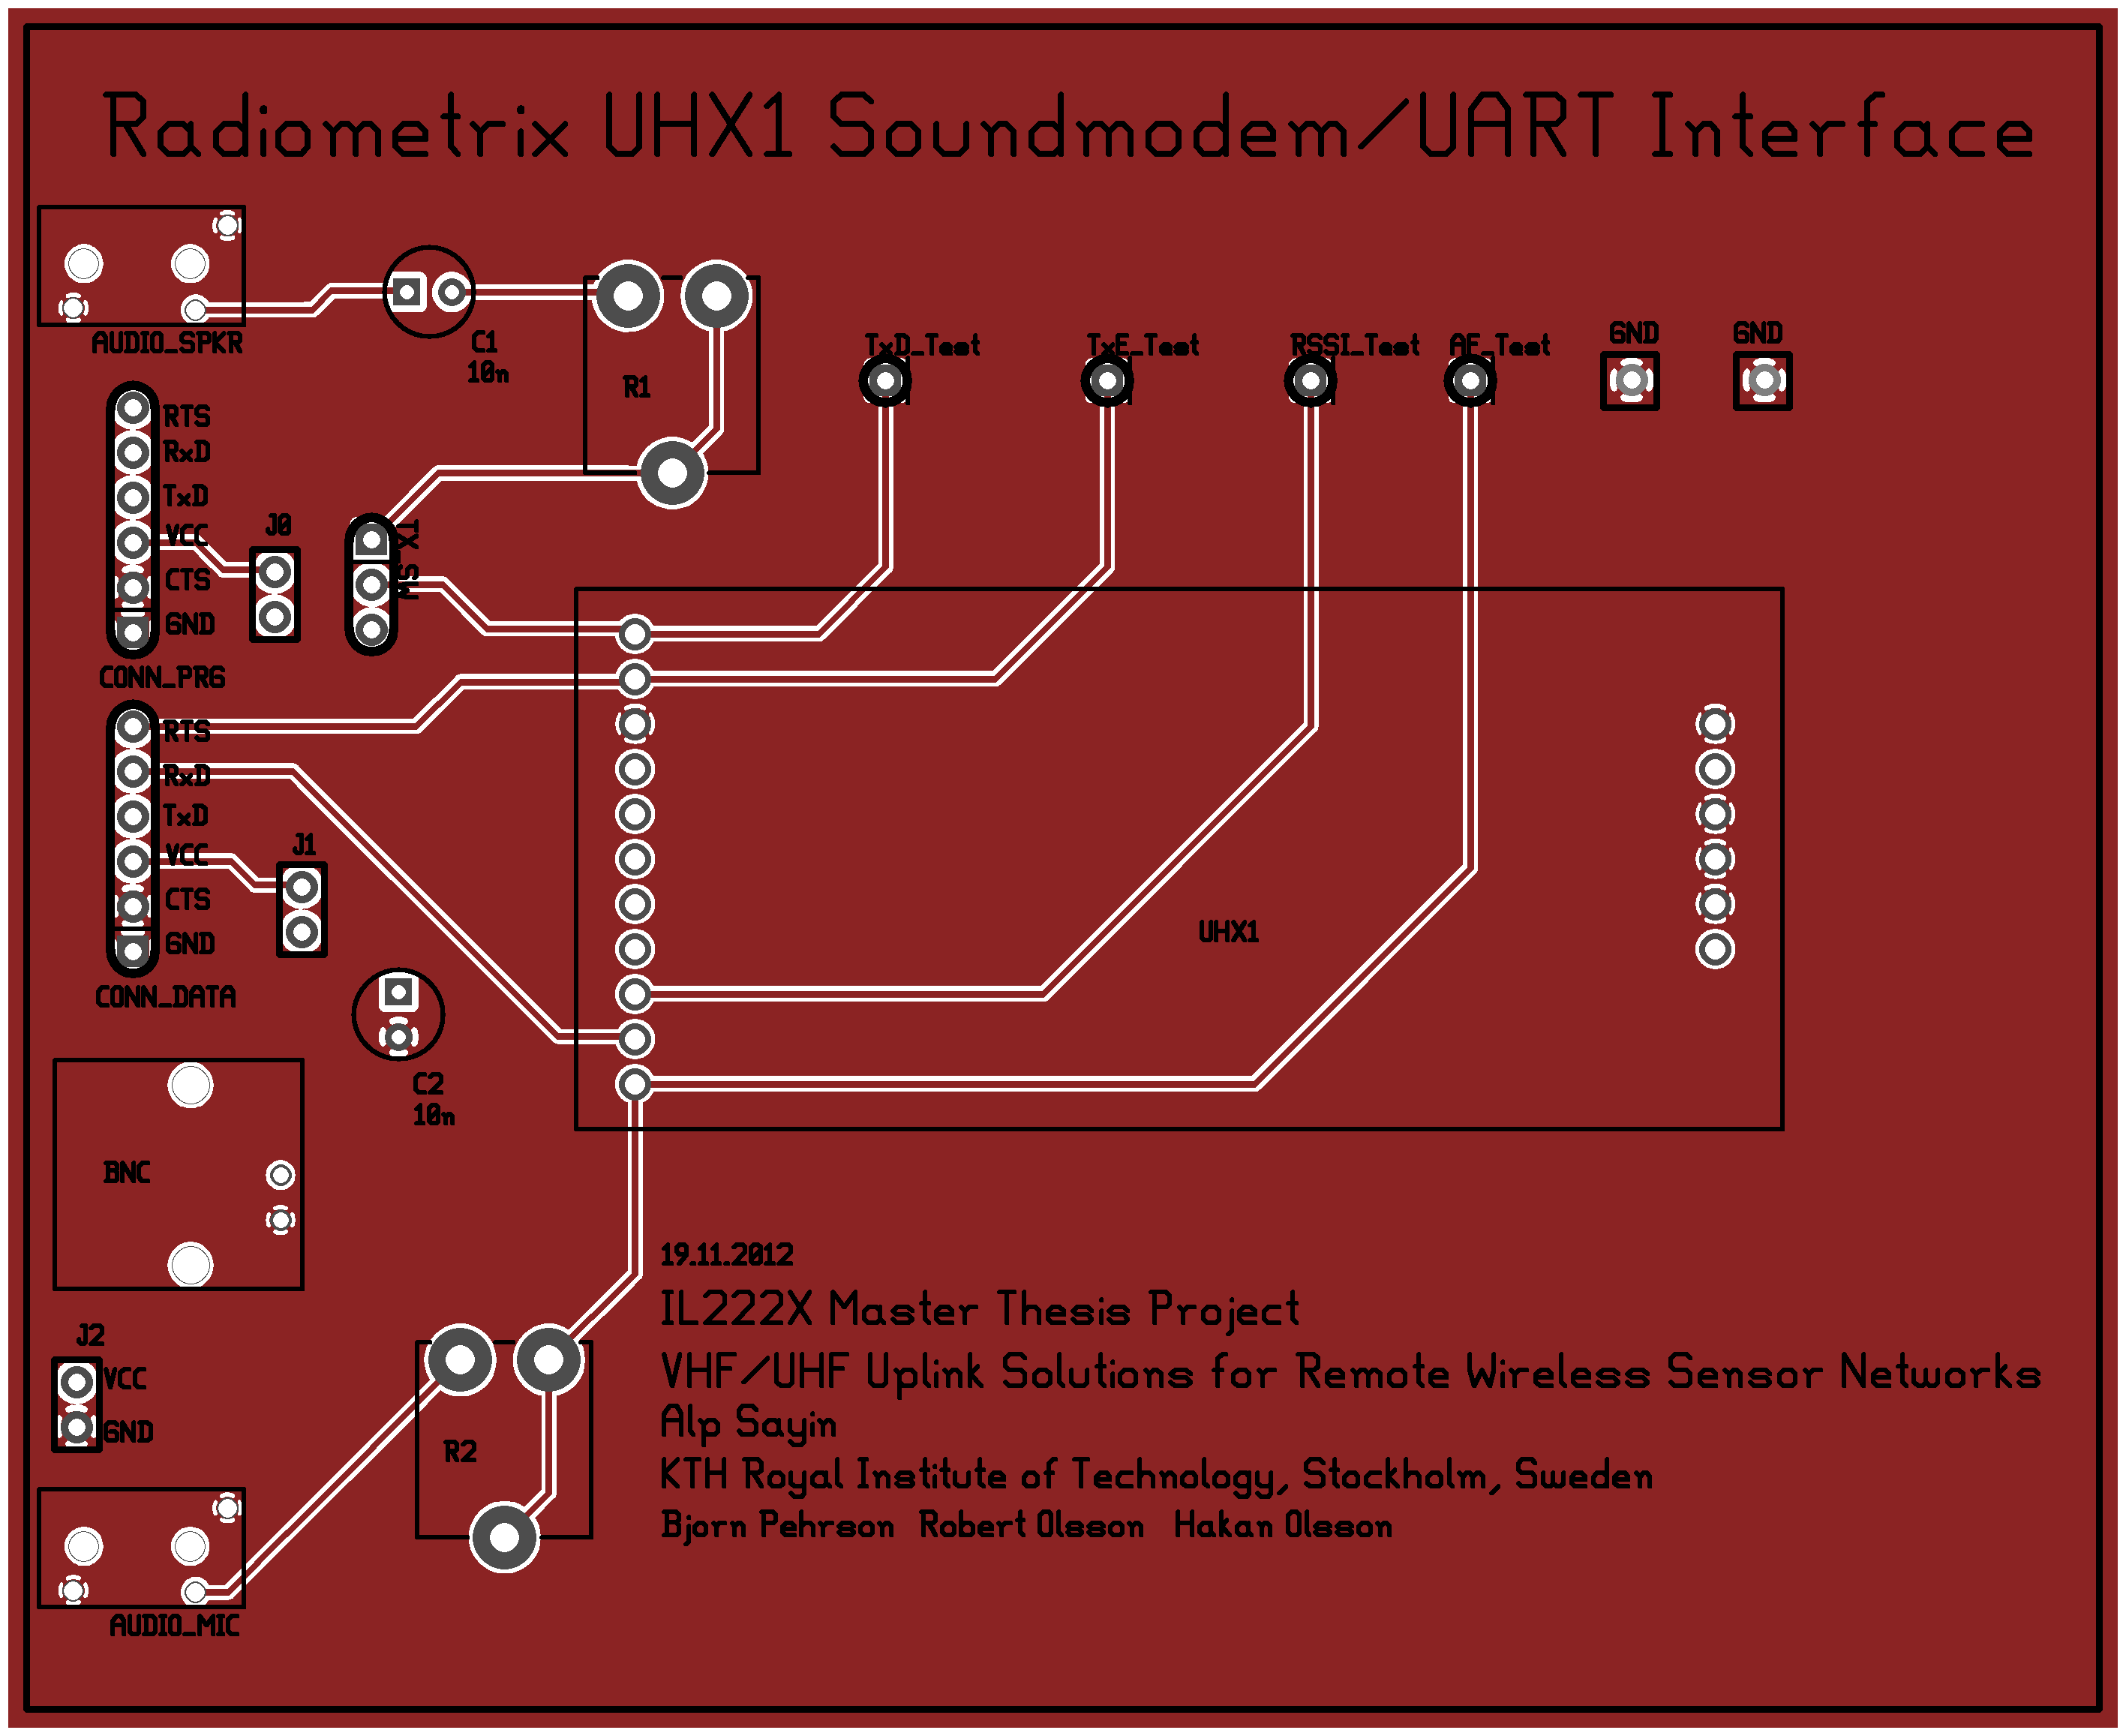 Radiometrix UHX1 Soundmodem/UART Interface
AUDIO_SPKR
C1
10n
R1
TxD_Test
TxE_Test
RSSI_Test
AF_Test
GND
GND
RTS
RxD
TxD
VCC
CTS
GND
CONN_PRG
J0
RTS
RxD
TxD
VCC
CTS
GND
CONN_DATA
J1
UHX1
C2
10n
BNC
19.11.2012
IL222X Master Thesis Project
VHF/UHF Uplink Solutions for Remote Wireless Sensor Networks
Alp Sayin
KTH Royal Institute of Technology, Stockholm, Sweden
Bjorn Pehrson Robert Olsson Hakan Olsson
J2
VCC
GND
R2
AUDIO_MIC